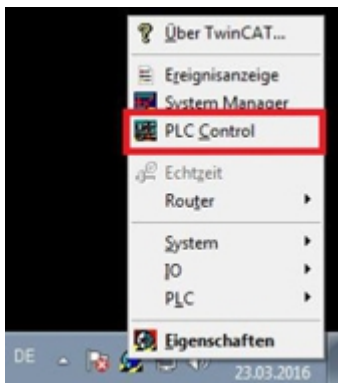 Über TwinCAT...
Ereignisanzeige
System Manager
PLC Control
Echtzeit
Router
System
IO
PLC
Eigenschaften
DE
23.03.2016